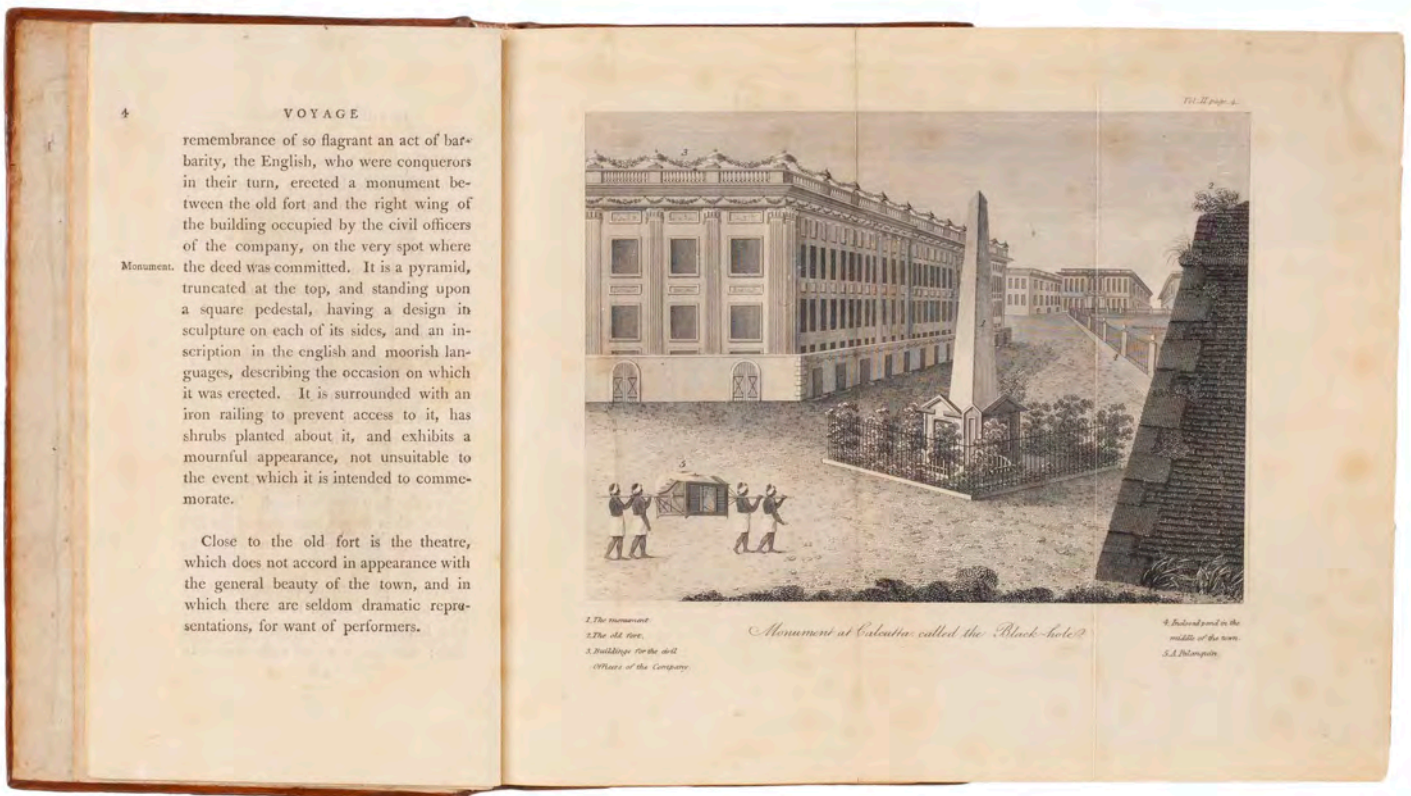 4
VOYAGE
remembrance of so flagrant an act of bar-
barity, the English, who were conquerors
in their turn, erected a monument be-
tween the old fort and the right wing of
the building occupied by the civil officers
of the company, on the very spot where
Monument. the deed was committed. It is a pyramid,
truncated at the top, and standing upon
a square pedestal, having a design in
sculpture on each of its sides, and an in-
scription in the english and moorish lan-
guages, describing the occasion on which
it was erected. It is surrounded with an
iron railing to prevent access to it, has
shrubs planted about it, and exhibits a
mournful appearance, not unsuitable to
the event which it is intended to comme-
morate.
Close to the old fort is the theatre,
which does not accord in appearance with
the general beauty of the town, and in
which there are seldom dramatic repre-
sentations, for want of performers.
Vol. II page. 4.
3
2
1
4
5
1. The monument
2. The old fort.
3. Buildings for the civil
Officers of the Company.
Monument at Calcutta called the Black-hole
4. Inclosed pond in the
middle of the town.
5. A Palanquin.